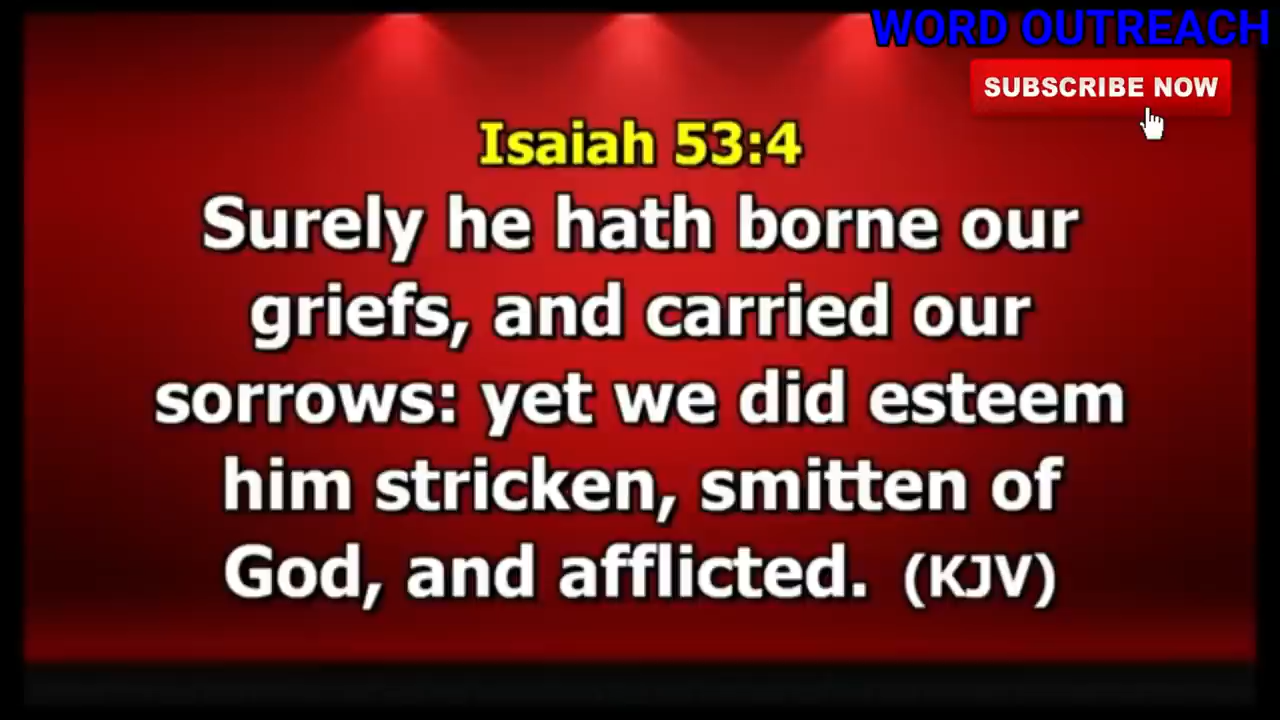 WORD OUTREACH
SUBSCRIBE NOW
Isaiah 53:4
Surely he hath borne our
griefs, and carried our
sorrows: yet we did esteem
him stricken, smitten of
God, and afflicted. (KJV)